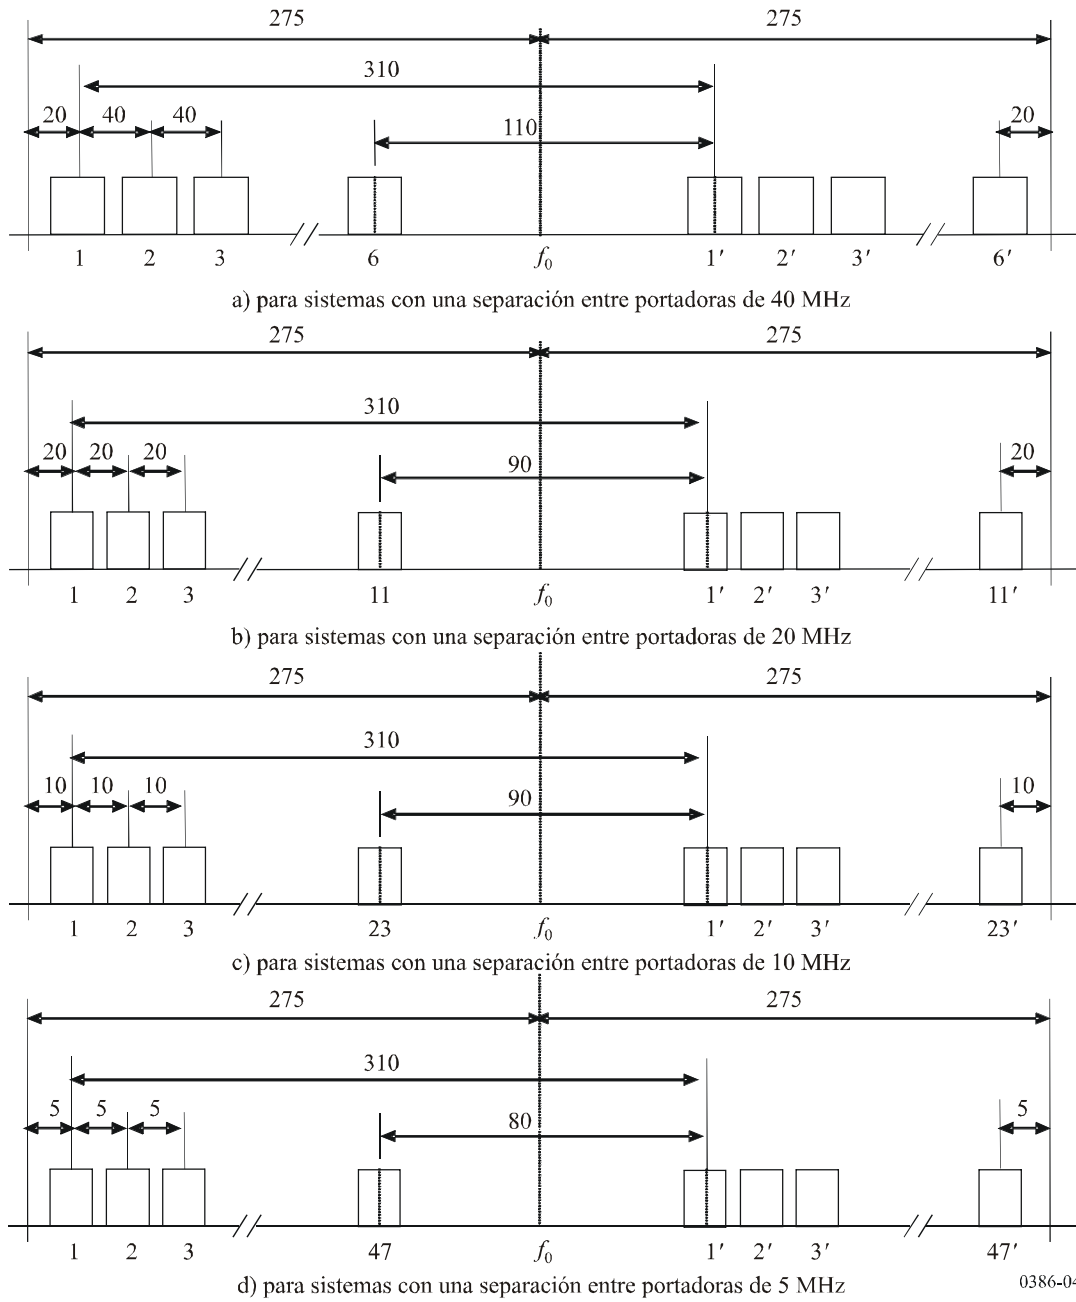 275 275
310
20 40 40 110 20
1 2 3 6 f0 1′ 2′ 3′ 6′
a) para sistemas con una separación entre portadoras de 40 MHz
275 275
310
20 20 20 90 20
1 2 3 11 f0 1′ 2′ 3′ 11′
b) para sistemas con una separación entre portadoras de 20 MHz
275 275
310
10 10 10 90 10
1 2 3 23 f0 1′ 2′ 3′ 23′
c) para sistemas con una separación entre portadoras de 10 MHz
275 275
310
5 5 5 80 5
1 2 3 47 f0 1′ 2′ 3′ 47′
d) para sistemas con una separación entre portadoras de 5 MHz
0386-04